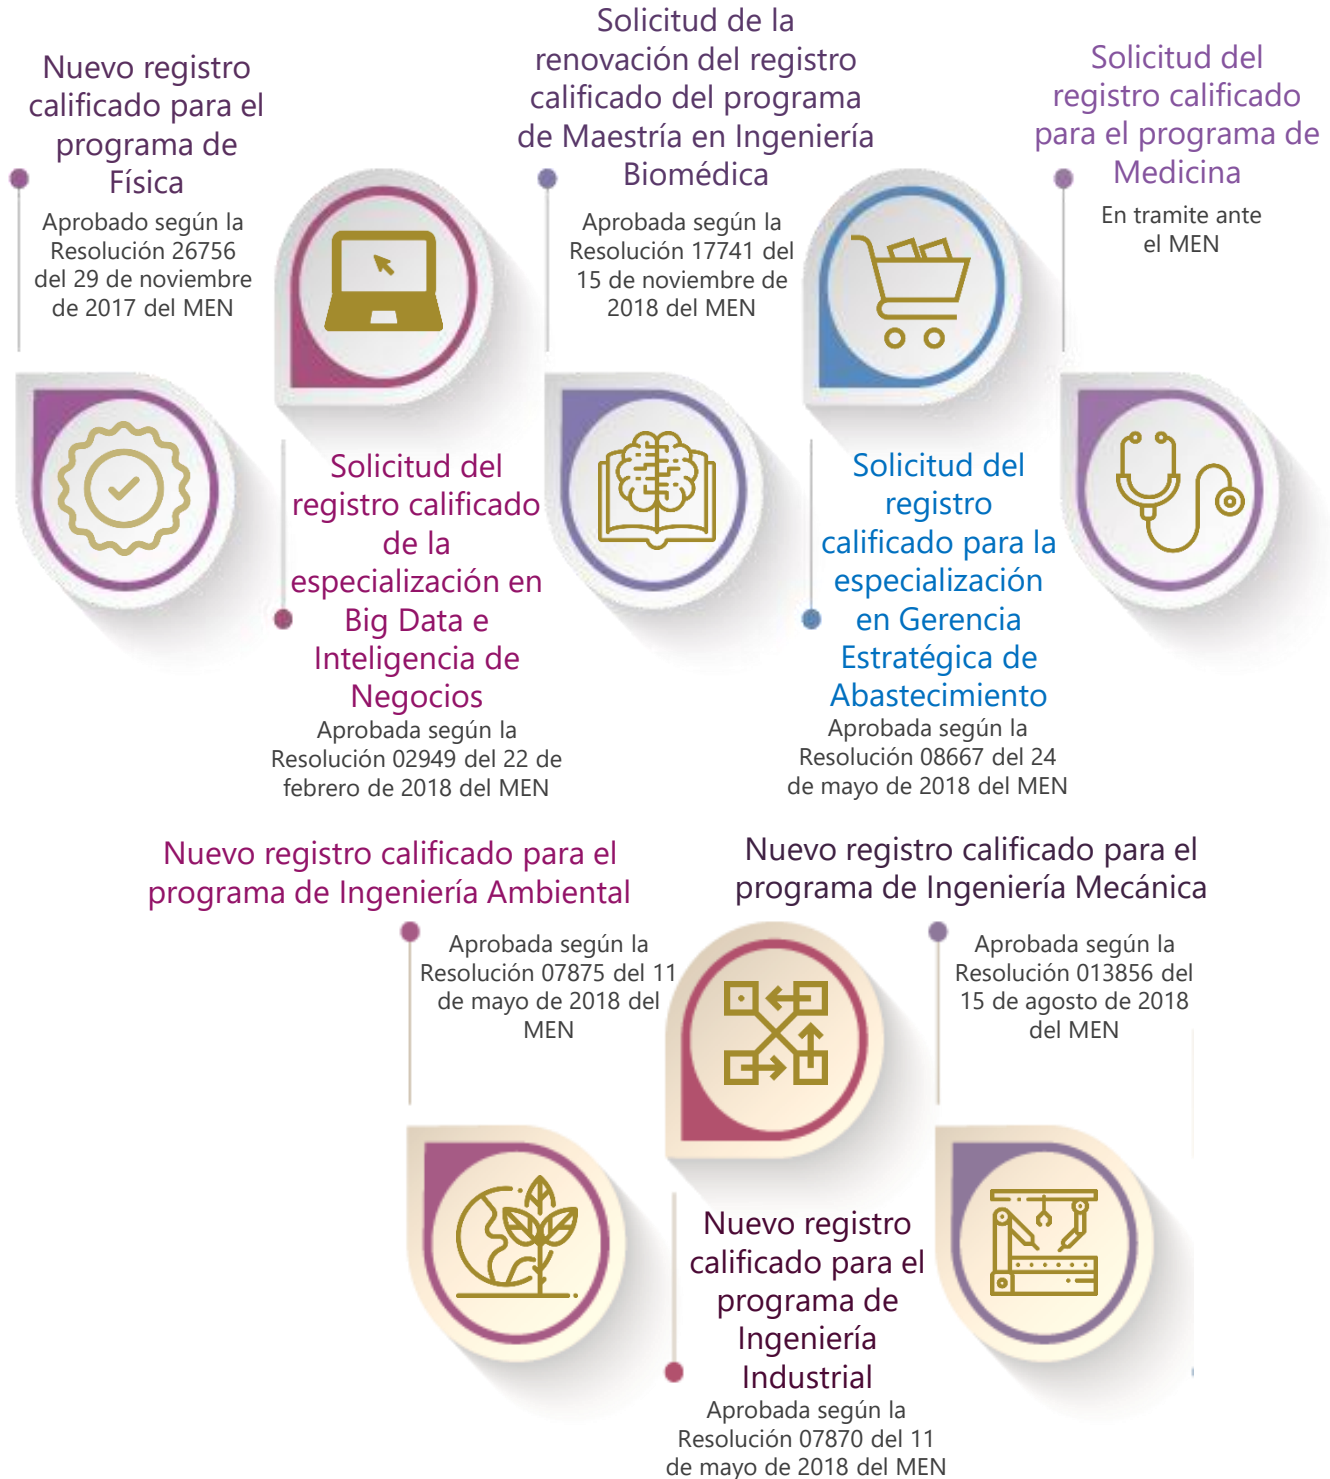 Nuevo registro
calificado para el
programa de
Física
Aprobado según la
Resolución 26756
del 29 de noviembre
de 2017 del MEN
Solicitud del
registro calificado
de la
especialización en
Big Data e
Inteligencia de
Negocios
Aprobada según la
Resolución 02949 del 22 de
febrero de 2018 del MEN
Solicitud de la
renovación del registro
calificado del programa
de Maestría en Ingeniería
Biomédica
Aprobada según la
Resolución 17741 del
15 de noviembre de
2018 del MEN
Solicitud del
registro
calificado para la
especialización
en Gerencia
Estratégica de
Abastecimiento
Aprobada según la
Resolución 08667 del 24
de mayo de 2018 del MEN
Solicitud del
registro calificado
para el programa de
Medicina
En tramite ante
el MEN
Nuevo registro calificado para el
programa de Ingeniería Ambiental
Aprobada según la
Resolución 07875 del 11
de mayo de 2018 del
MEN
Nuevo registro
calificado para el
programa de
Ingeniería
Industrial
Aprobada según la
Resolución 07870 del 11
de mayo de 2018 del MEN
Nuevo registro calificado para el
programa de Ingeniería Mecánica
Aprobada según la
Resolución 013856 del
15 de agosto de 2018
del MEN